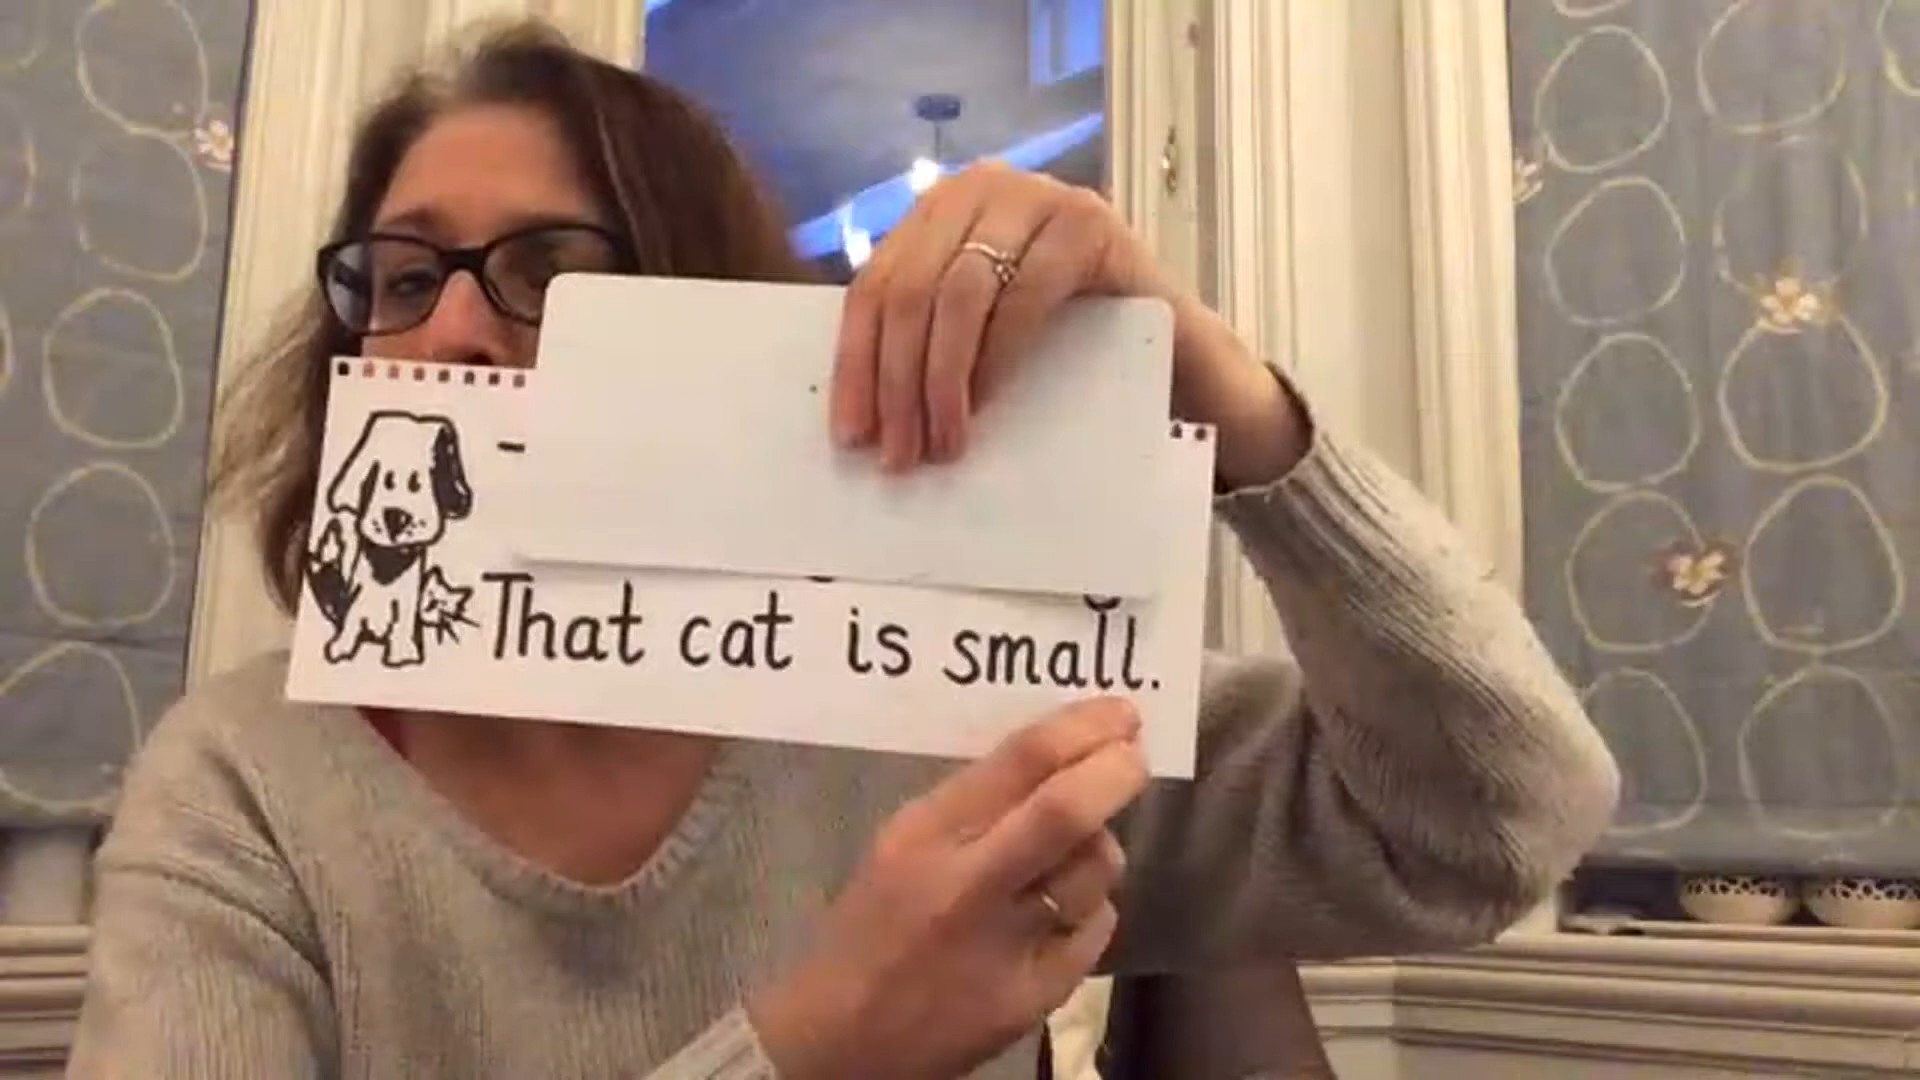 -
That cat is small.